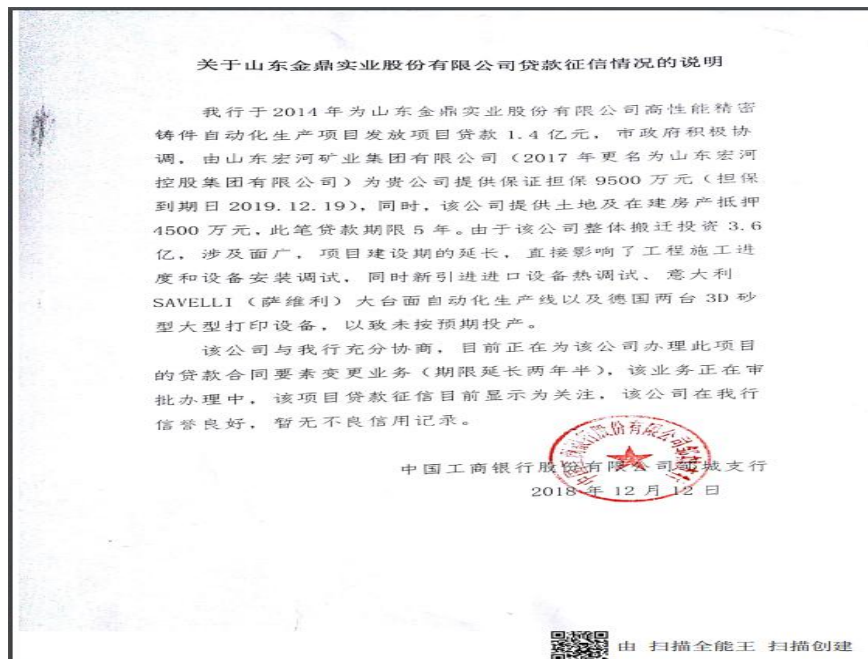 关于山东金鼎实业股份有限公司贷款征信情况的说明
我行于2014年为山东金鼎实业股份有限公司高性能精密
铸件自动化生产项目发放项目贷款1.4亿元，市政府积极协
调，由山东宏河矿业集团有限公司（2017年更名为山东宏河
控股集团有限公司）为贵公司提供保证担保9500万元（担保
到期日2019.12.19），同时，该公司提供土地及在建房产抵押
4500万元，此笔贷款期限5年。由于该公司整体搬迁投资3.6
亿，涉及面广，项目建设期的延长，直接影响了工程施工进
度和设备安装调试，同时新引进进口设备热调试、意大利
SAVELLI（萨维利）大台面自动化生产线以及德国两台3D砂
型大型打印设备，以致未按预期投产。
该公司与我行充分协商，目前正在为该公司办理此项目
的贷款合同要素变更业务（期限延长两年半），该业务正在审
批办理中，该项目贷款征信目前显示为关注，该公司在我行
信誉良好，暂无不良信用记录。
中国工商银行股份有限公司邹城支行
2018年12月12日
由 扫描全能王 扫描创建